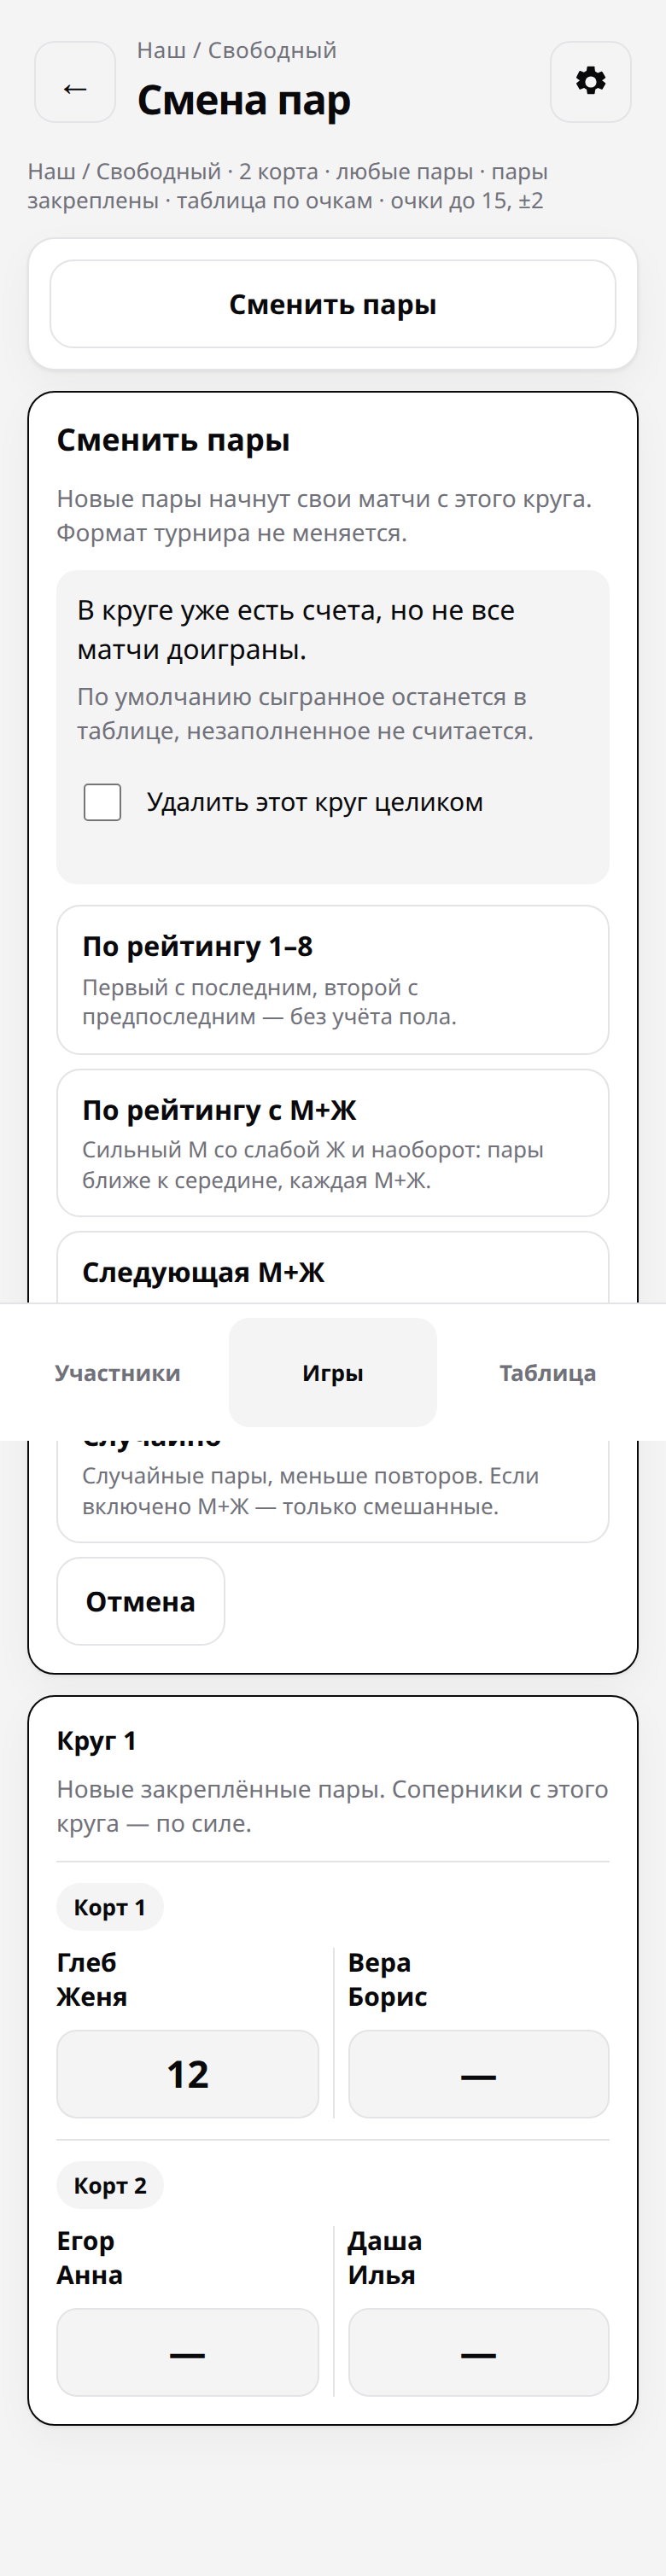 Наш / Свободный
←
Смена пар
Наш / Свободный · 2 корта · любые пары · пары
закреплены · таблица по очкам · очки до 15, ±2
Сменить пары
Сменить пары
Новые пары начнут свои матчи с этого круга.
Формат турнира не меняется.
В круге уже есть счета, но не все
матчи доиграны.
По умолчанию сыгранное останется в
таблице, незаполненное не считается.
Удалить этот круг целиком
По рейтингу 1–8
Первый с последним, второй с
предпоследним — без учёта пола.
По рейтингу с М+Ж
Сильный М со слабой Ж и наоборот: пары
ближе к середине, каждая М+Ж.
Следующая М+Ж
Участники
Игры
Таблица
Случайно
Случайные пары, меньше повторов. Если
включено М+Ж — только смешанные.
Отмена
Круг 1
Новые закреплённые пары. Соперники с этого
круга — по силе.
Корт 1
Глеб
Женя
Вера
Борис
12
—
Корт 2
Егор
Анна
Даша
Илья
—
—